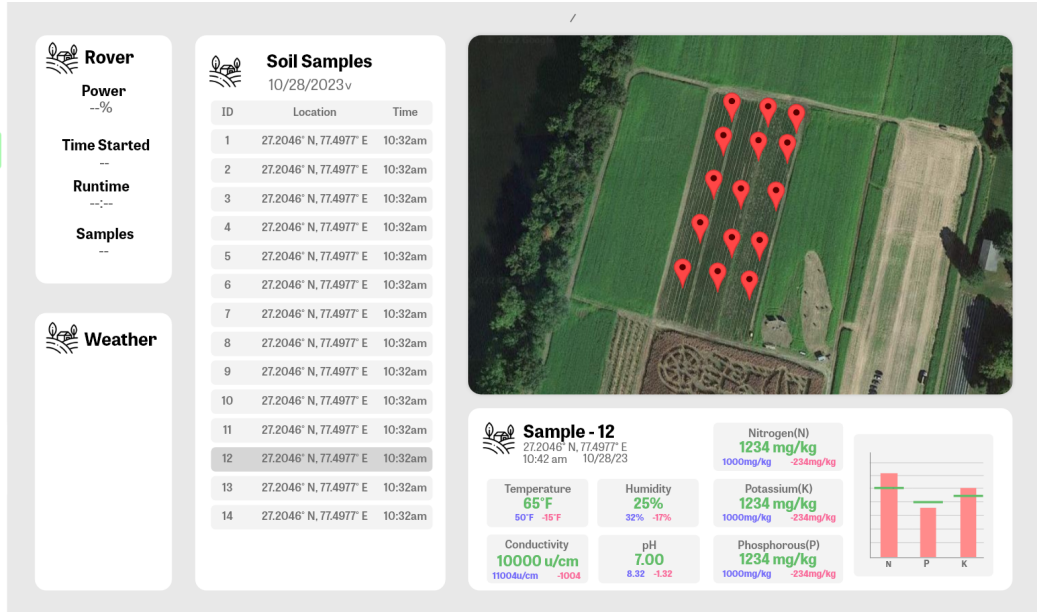 /
Rover
Power
--%
Time Started
--
Runtime
--:--
Samples
--
Weather
Soil Samples
10/28/2023v
ID Location Time
1 27.2046° N, 77.4977° E 10:32am
2 27.2046° N, 77.4977° E 10:32am
3 27.2046° N, 77.4977° E 10:32am
4 27.2046° N, 77.4977° E 10:32am
5 27.2046° N, 77.4977° E 10:32am
6 27.2046° N, 77.4977° E 10:32am
7 27.2046° N, 77.4977° E 10:32am
8 27.2046° N, 77.4977° E 10:32am
9 27.2046° N, 77.4977° E 10:32am
10 27.2046° N, 77.4977° E 10:32am
11 27.2046° N, 77.4977° E 10:32am
12 27.2046° N, 77.4977° E 10:32am
13 27.2046° N, 77.4977° E 10:32am
14 27.2046° N, 77.4977° E 10:32am
Sample - 12
27.2046° N, 77.4977° E
10:42 am 10/28/23
Temperature
65°F
50°F -15°F
Humidity
25%
32% -17%
Conductivity
10000 u/cm
11004u/cm -1004
pH
7.00
8.32 -1.32
Nitrogen(N)
1234 mg/kg
1000mg/kg -234mg/kg
Potassium(K)
1234 mg/kg
1000mg/kg -234mg/kg
Phosphorous(P)
1234 mg/kg
1000mg/kg -234mg/kg
N P K